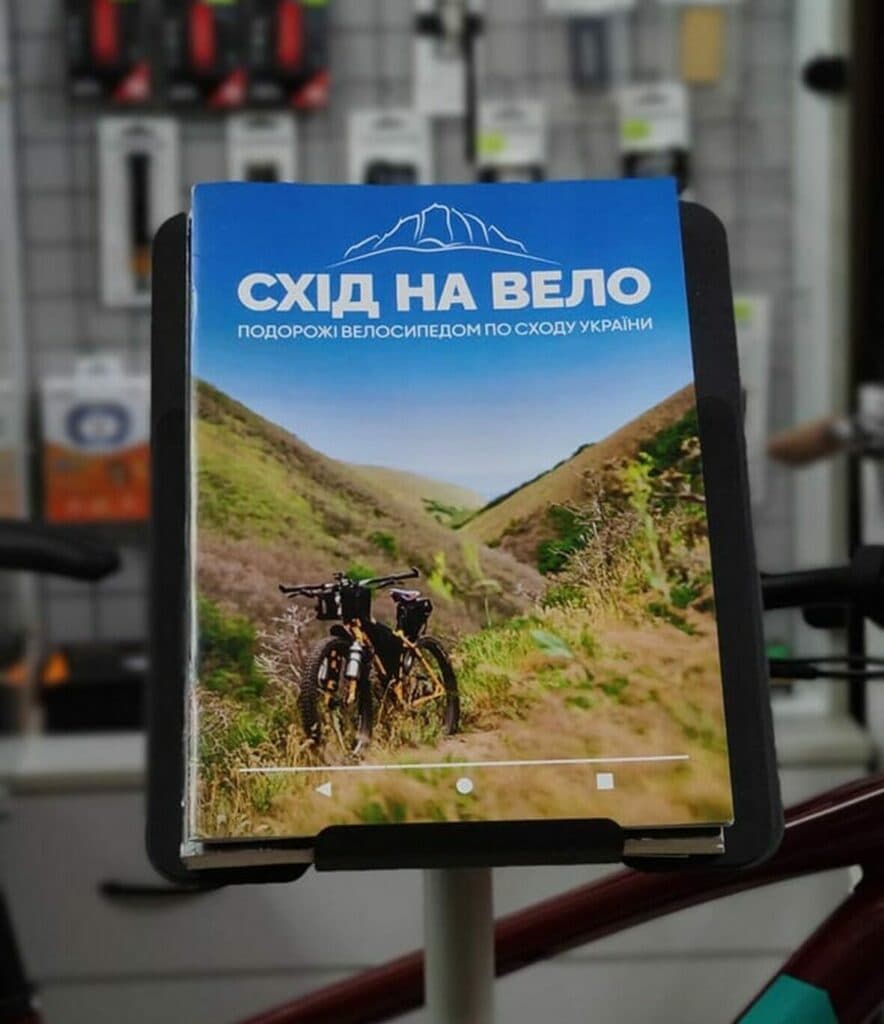 СХІД НА ВЕЛО
ПОДОРОЖІ ВЕЛОСИПЕДОМ ПО СХОДУ УКРАЇНИ